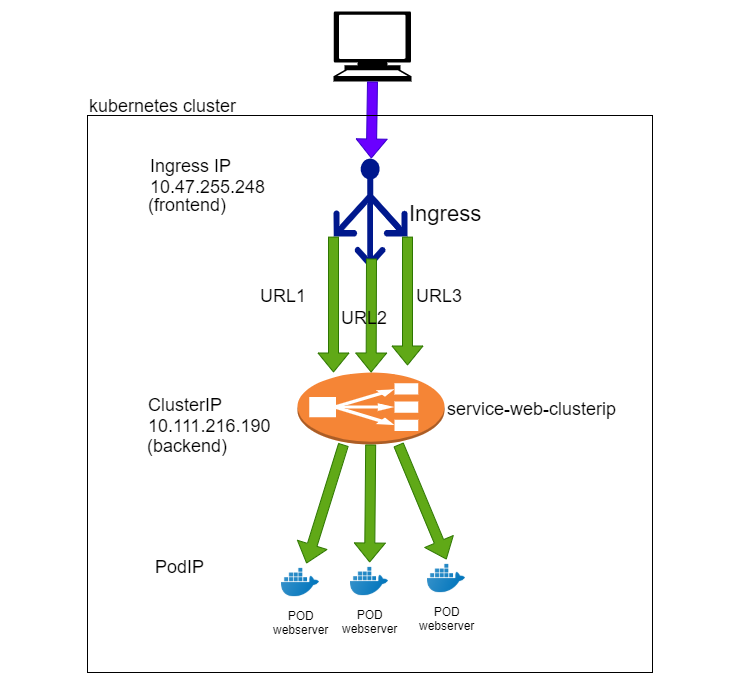 kubernetes cluster
Ingress IP
10.47.255.248
(frontend)
Ingress
URL1
URL3
URL2
ClusterIP
10.111.216.190
(backend)
service-web-clusterip
PodIP
POD
webserver
POD
webserver
POD
webserver